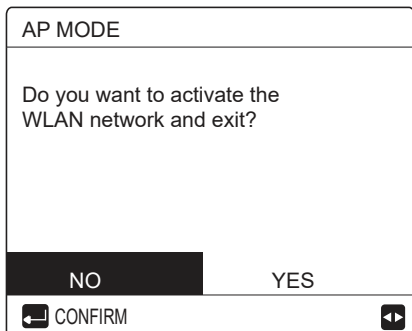 AP MODE
Do you want to activate the
WLAN network and exit?
NO YES
CONFIRM